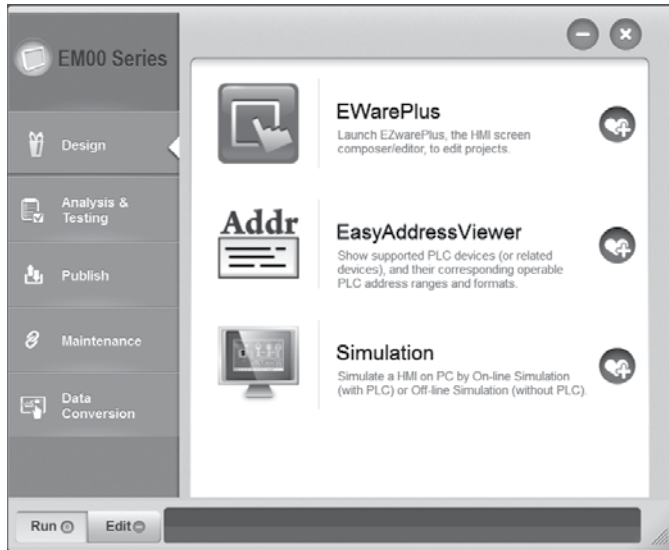 EM00 Series
Design
Analysis &
Testing
Publish
Maintenance
Data
Conversion
EWarePlus
Launch EZwarePlus, the HMI screen
composer/editor, to edit projects.
Addr
EasyAddressViewer
Show supported PLC devices (or related
devices), and their corresponding operable
PLC address ranges and formats.
Simulation
Simulate a HMI on PC by On-line Simulation
(with PLC) or Off-line Simulation (without PLC).
Run
Edit